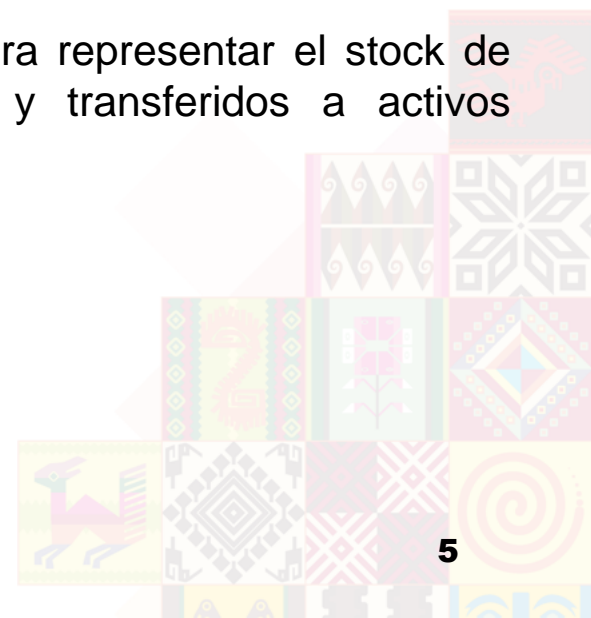 ra representar el stock de
y transferidos a activos
5